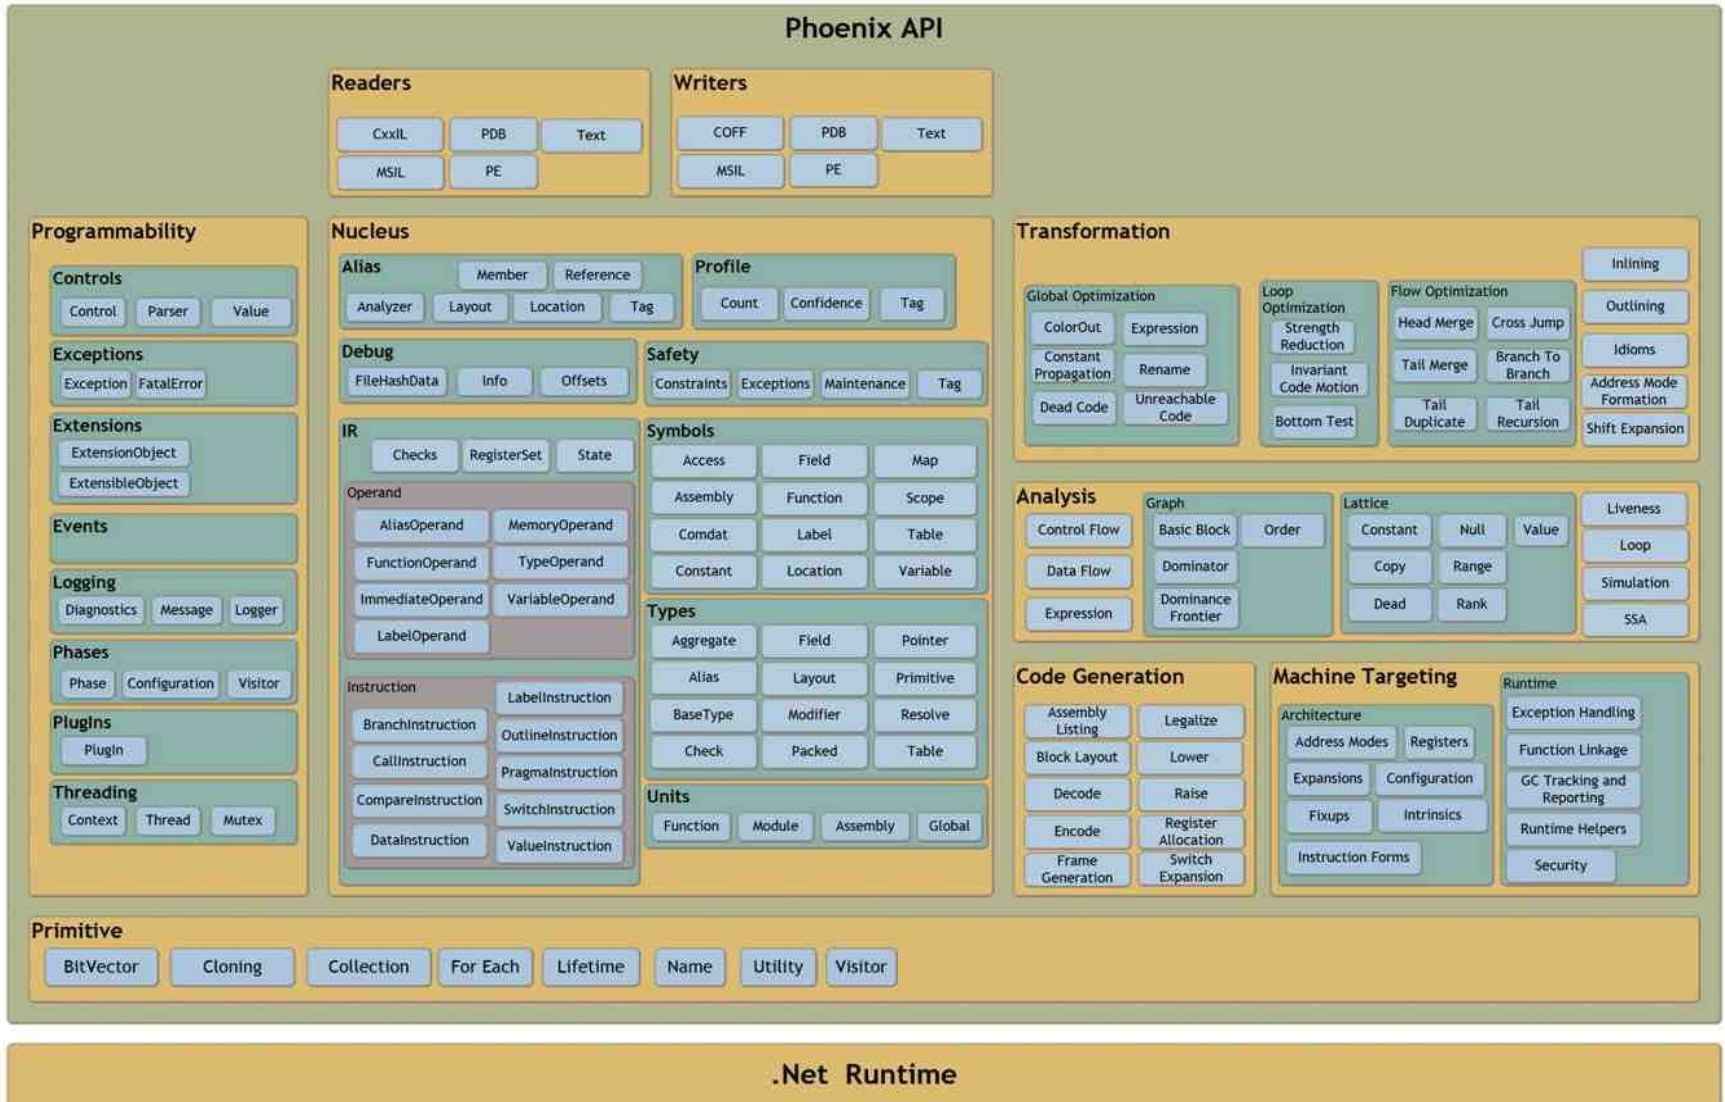 Phoenix API
Readers
CxxIL
PDB
Text
MSIL
PE
Writers
COFF
PDB
Text
MSIL
PE
Programmability
Controls
Control
Parser
Value
Exceptions
Exception
FatalError
Extensions
ExtensionObject
ExtensibleObject
Events
Logging
Diagnostics
Message
Logger
Phases
Phase
Configuration
Visitor
PlugIns
PlugIn
Threading
Context
Thread
Mutex
Nucleus
Alias
Member
Reference
Analyzer
Layout
Location
Tag
Profile
Count
Confidence
Tag
Debug
FileHashData
Info
Offsets
Safety
Constraints
Exceptions
Maintenance
Tag
IR
Checks
RegisterSet
State
Operand
AliasOperand
MemoryOperand
FunctionOperand
TypeOperand
ImmediateOperand
VariableOperand
LabelOperand
Instruction
LabelInstruction
BranchInstruction
OutlineInstruction
CallInstruction
PragmaInstruction
CompareInstruction
SwitchInstruction
DataInstruction
ValueInstruction
Symbols
Access
Field
Map
Assembly
Function
Scope
Comdat
Label
Table
Constant
Location
Variable
Types
Aggregate
Field
Pointer
Alias
Layout
Primitive
BaseType
Modifier
Resolve
Check
Packed
Table
Units
Function
Module
Assembly
Global
Transformation
Global Optimization
ColorOut
Expression
Constant
Propagation
Rename
Dead Code
Unreachable
Code
Loop
Optimization
Strength
Reduction
Invariant
Code Motion
Bottom Test
Flow Optimization
Head Merge
Cross Jump
Tail Merge
Branch To
Branch
Tail
Duplicate
Tail
Recursion
Inlining
Outlining
Idioms
Address Mode
Formation
Shift Expansion
Analysis
Control Flow
Data Flow
Expression
Graph
Basic Block
Order
Dominator
Dominance
Frontier
Lattice
Constant
Null
Value
Copy
Range
Dead
Rank
Liveness
Loop
Simulation
SSA
Code Generation
Assembly
Listing
Legalize
Block Layout
Lower
Decode
Raise
Encode
Register
Allocation
Frame
Generation
Switch
Expansion
Machine Targeting
Architecture
Address Modes
Registers
Expansions
Configuration
Fixups
Intrinsics
Instruction Forms
Runtime
Exception Handling
Function Linkage
GC Tracking and
Reporting
Runtime Helpers
Security
Primitive
BitVector
Cloning
Collection
For Each
Lifetime
Name
Utility
Visitor
.Net Runtime